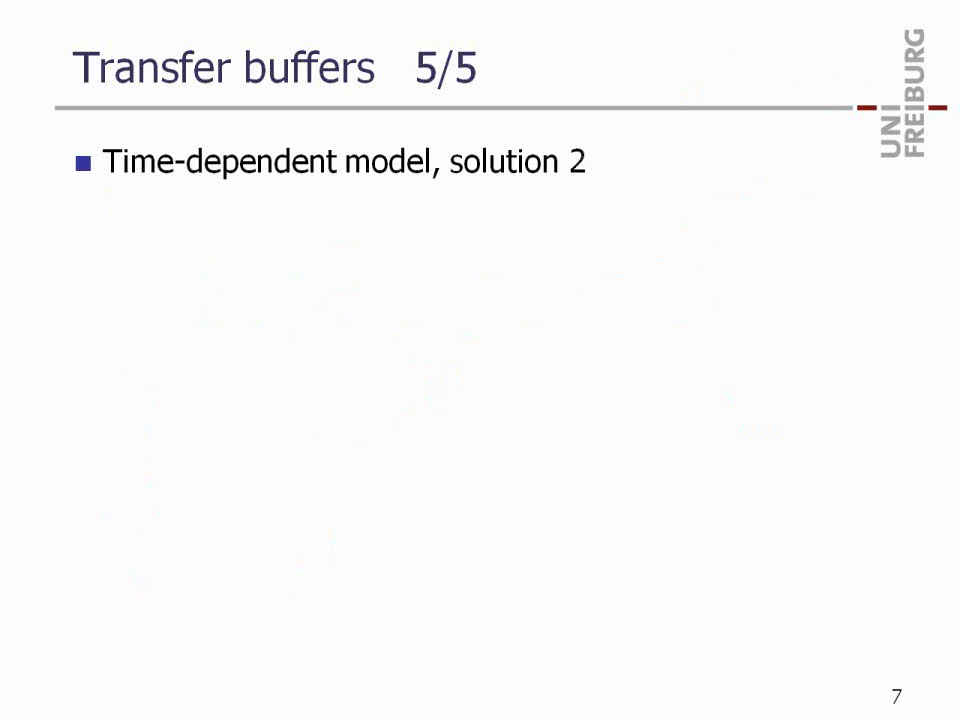 Transfer buffers 5/5
UNI
FREIBURG
Time-dependent model, solution 2
7